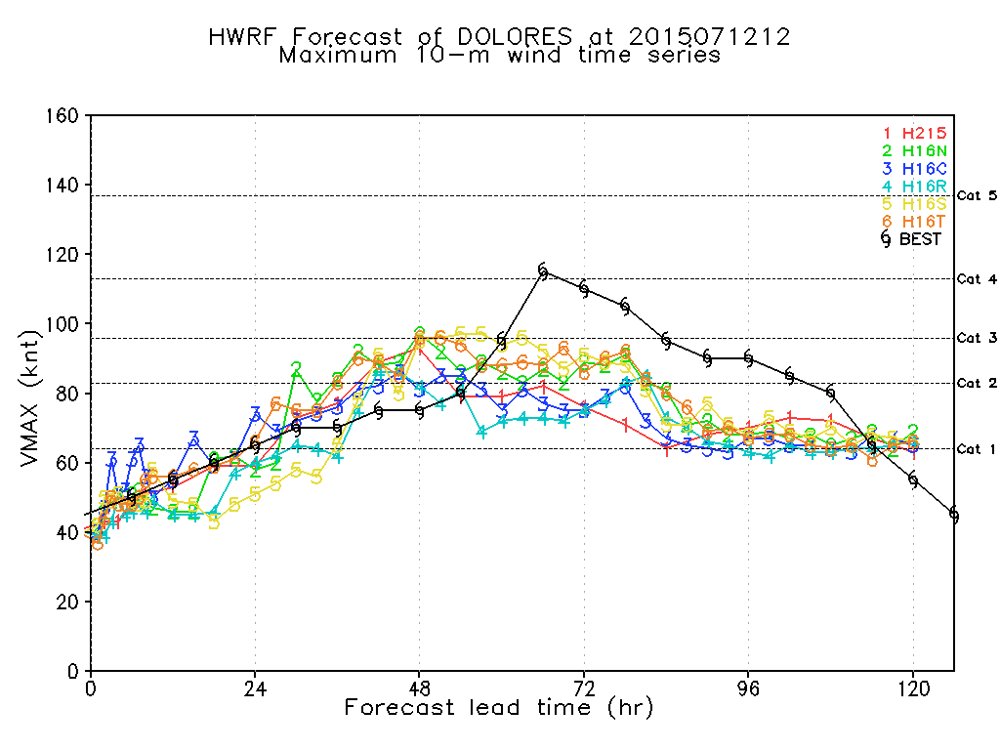 HWRF Forecast of DOLORES at 2015071212
Maximum 10-m wind time series
160
140
120
100
80
60
40
20
0
VMAX (knt)
1 H215
2 H16N
3 H16C
4 H16R
5 H16S
6 H16T
BEST
Cat 5
Cat 4
Cat 3
Cat 2
Cat 1
0 24 48 72 96 120
Forecast lead time (hr)